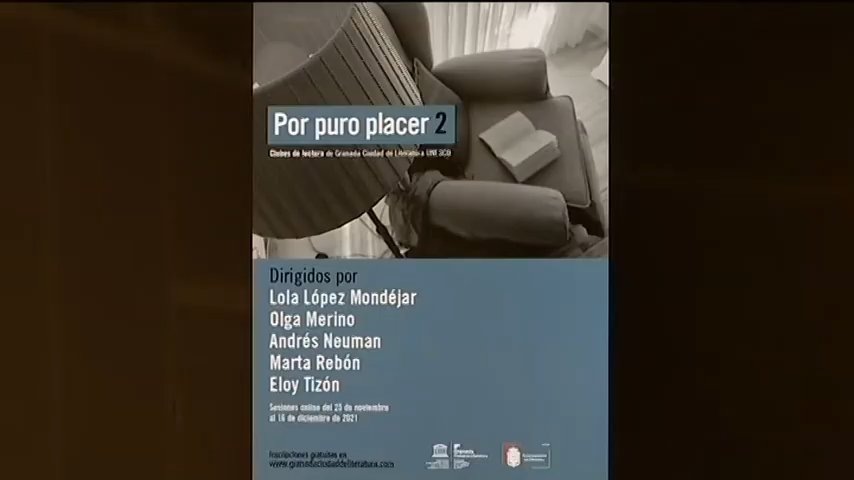 Por puro placer 2
Clubes de lectura de Granada Ciudad de Literatura UNESCO
Dirigidos por
Lola López Mondéjar
Olga Merino
Andrés Neuman
Marta Rebón
Eloy Tizón
Sesiones online del 23 de noviembre
al 16 de diciembre de 2021
Inscripciones gratuitas en
www.granadaciudaddeliteratura.com